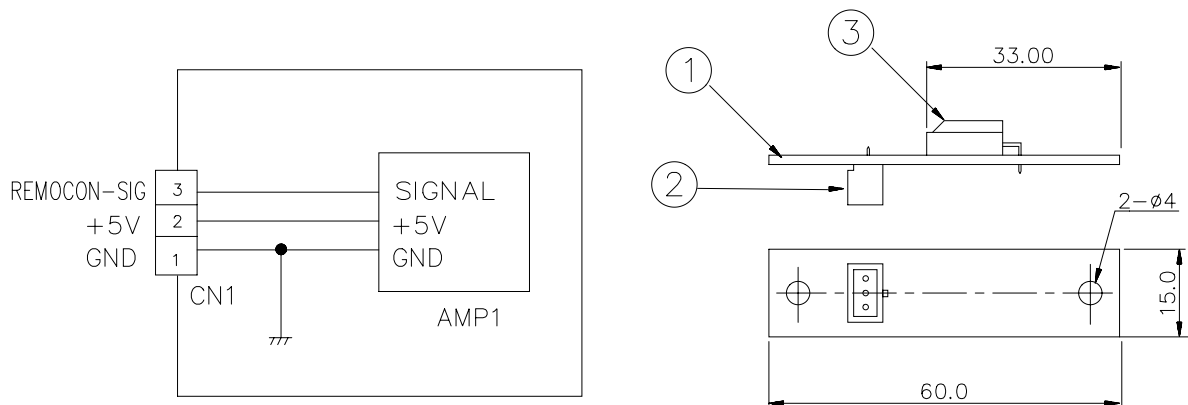 REMOCON-SIG 3 SIGNAL
+5V 2 +5V
GND 1 GND
CN1
AMP1
3
33.00
1
2
2-ø4
15.0
60.0